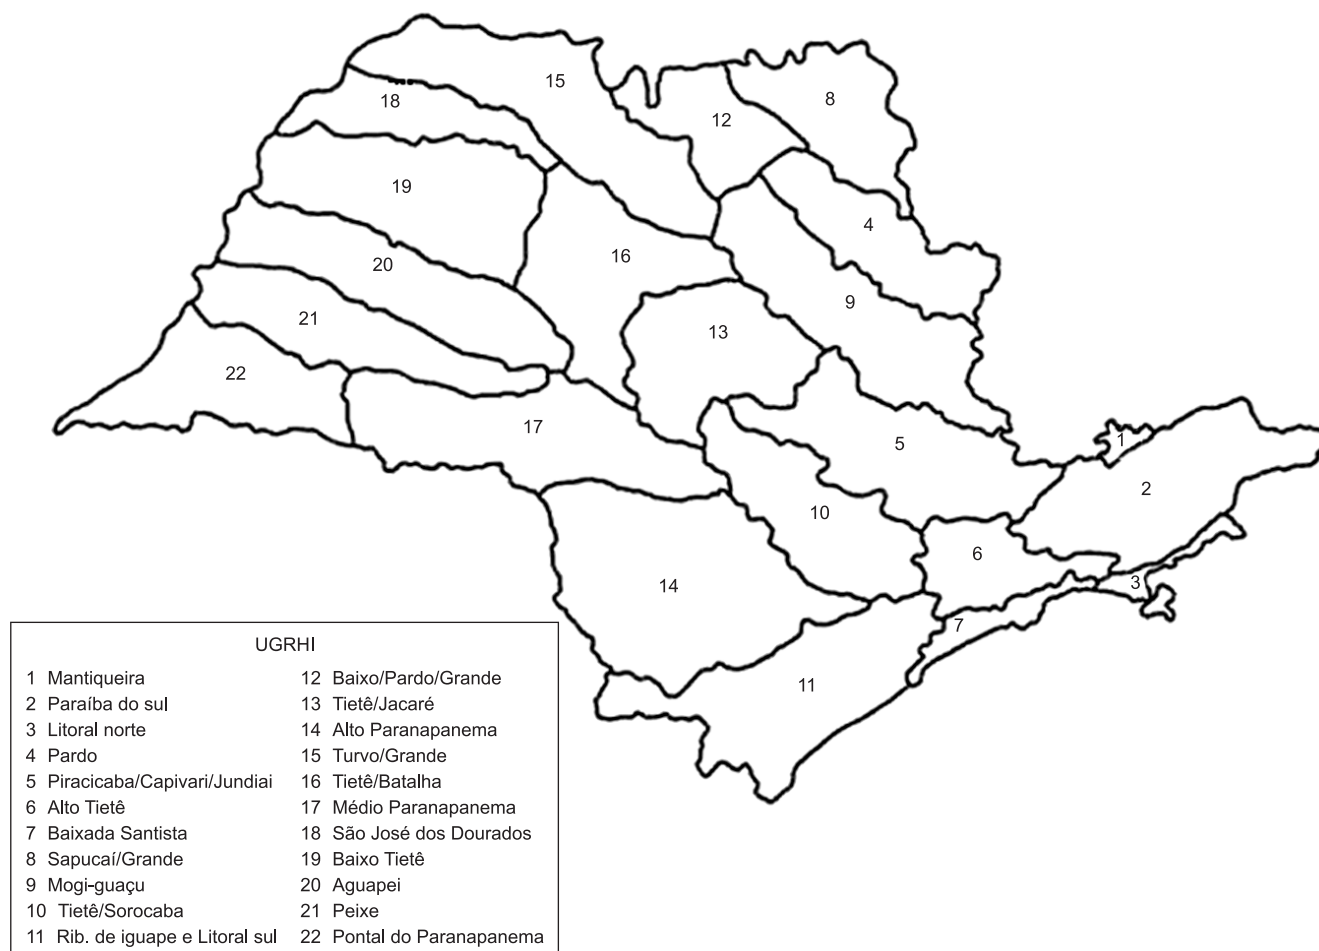 15
18
8
12
19
4
16
20
9
21
13
22
17
5
1
2
10
6
14
3
7
11
UGRHI
1 Mantiqueira
2 Paraíba do sul
3 Litoral norte
4 Pardo
5 Piracicaba/Capivari/Jundiai
6 Alto Tietê
7 Baixada Santista
8 Sapucaí/Grande
9 Mogi-guaçu
10 Tietê/Sorocaba
11 Rib. de iguape e Litoral sul
12 Baixo/Pardo/Grande
13 Tietê/Jacaré
14 Alto Paranapanema
15 Turvo/Grande
16 Tietê/Batalha
17 Médio Paranapanema
18 São José dos Dourados
19 Baixo Tietê
20 Aguapei
21 Peixe
22 Pontal do Paranapanema